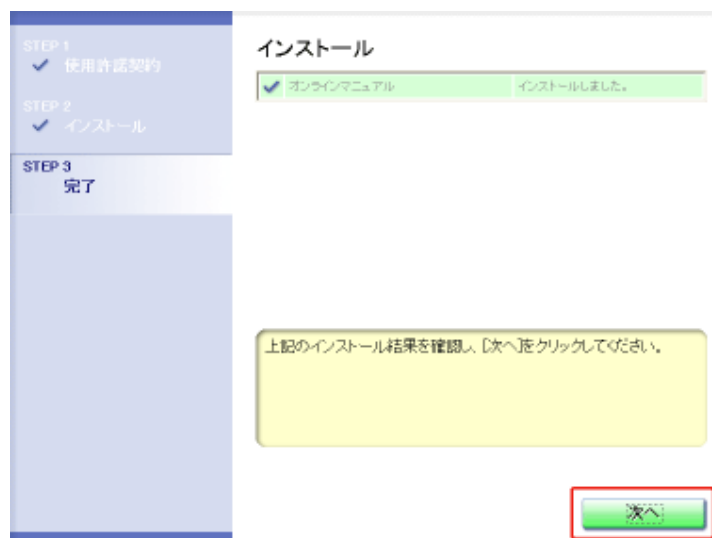 STEP 1
使用許諾契約
STEP 2
インストール
STEP 3
完了
インストール
オンラインマニュアル インストールしました。
上記のインストール結果を確認し、[次へ]をクリックしてください。
次へ